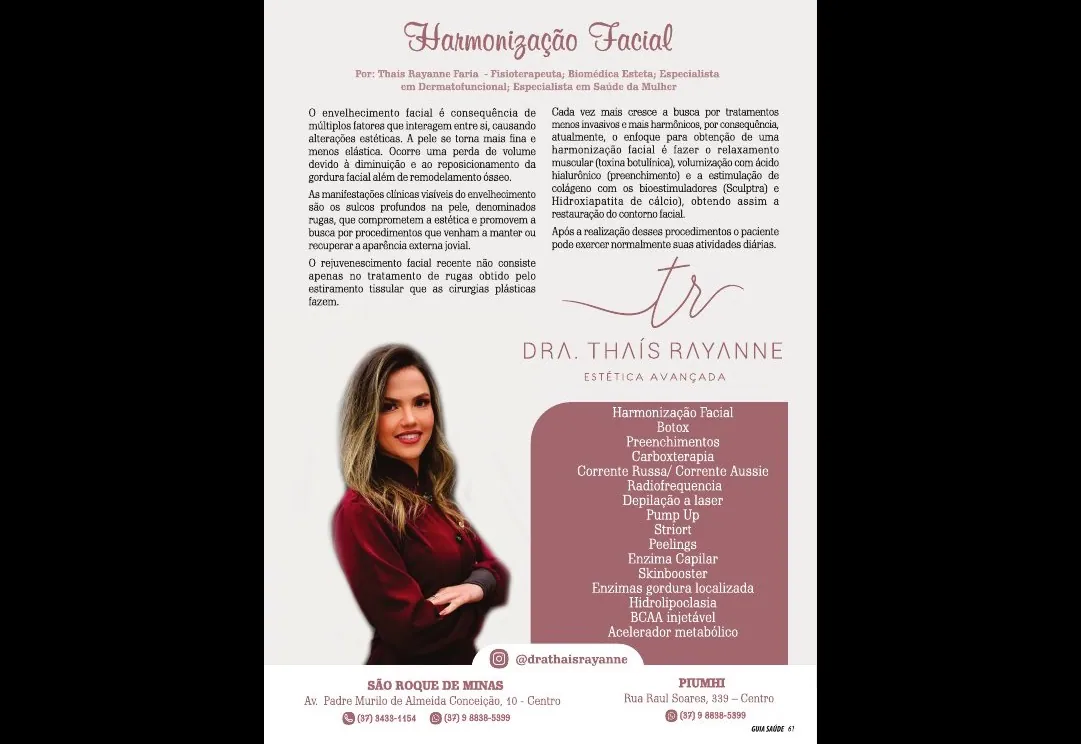 Harmonização Facial
Por: Thais Rayanne Faria - Fisioterapeuta; Biomédica Esteta; Especialista
em Dermatofuncional; Especialista em Saúde da Mulher
O envelhecimento facial é consequência de
múltiplos fatores que interagem entre si, causando
alterações estéticas. A pele se torna mais fina e
menos elástica. Ocorre uma perda de volume
devido à diminuição e ao reposicionamento da
gordura facial além de remodelamento ósseo.
As manifestações clínicas visíveis do envelhecimento
são os sulcos profundos na pele, denominados
rugas, que comprometem a estética e promovem a
busca por procedimentos que venham a manter ou
recuperar a aparência externa jovial.
O rejuvenescimento facial recente não consiste
apenas no tratamento de rugas obtido pelo
estiramento tissular que as cirurgias plásticas
fazem.
Cada vez mais cresce a busca por tratamentos
menos invasivos e mais harmônicos, por consequência,
atualmente, o enfoque para obtenção de uma
harmonização facial é fazer o relaxamento
muscular (toxina botulínica), volumização com ácido
hialurônico (preenchimento) e a estimulação de
colágeno com os bioestimuladores (Sculptra) e
Hidroxiapatita de cálcio), obtendo assim a
restauração do contorno facial.
Após a realização desses procedimentos o paciente
pode exercer normalmente suas atividades diárias.
tr
DRA. THAÍS RAYANNE
ESTÉTICA AVANÇADA
Harmonização Facial
Botox
Preenchimentos
Carboxterapia
Corrente Russa/ Corrente Aussie
Radiofrequencia
Depilação a laser
Pump Up
Striort
Peelings
Enzima Capilar
Skinbooster
Enzimas gordura localizada
Hidrolipoclasia
BCAA injetável
Acelerador metabólico
@drathaisrayanne
SÃO ROQUE DE MINAS
Av. Padre Murilo de Almeida Conceição, 10 - Centro
(37) 3433-1154 (37) 9 8838-5399
PIUMHI
Rua Raul Soares, 339 – Centro
(37) 9 8838-5399
GUIA SAÚDE 61